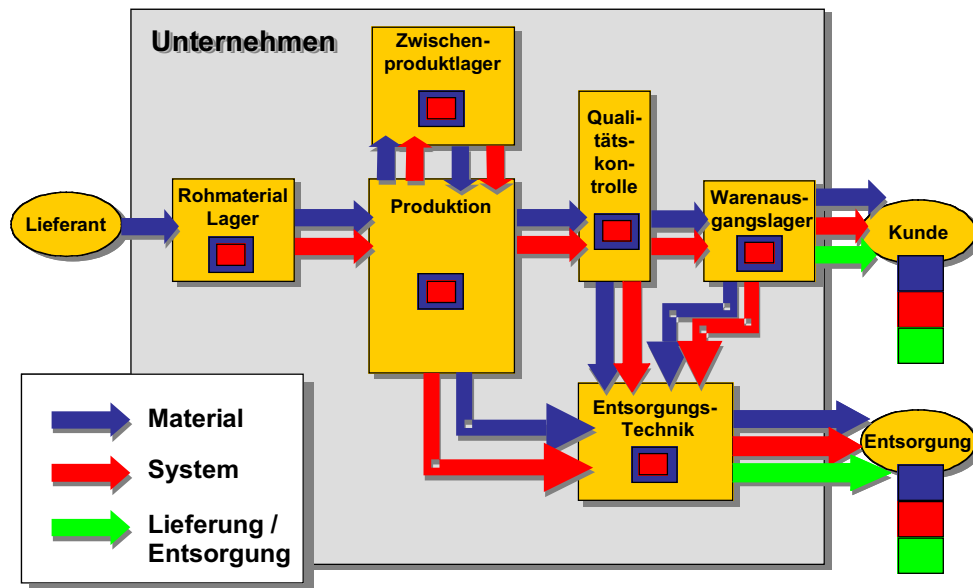 Unternehmen
Zwischen-
produktlager
Quali-
täts-
kon-
trolle
Rohmaterial
Lager
Produktion
Warenaus-
gangslager
Lieferant
Kunde
Entsorgungs-
Technik
Entsorgung
Material
System
Lieferung /
Entsorgung